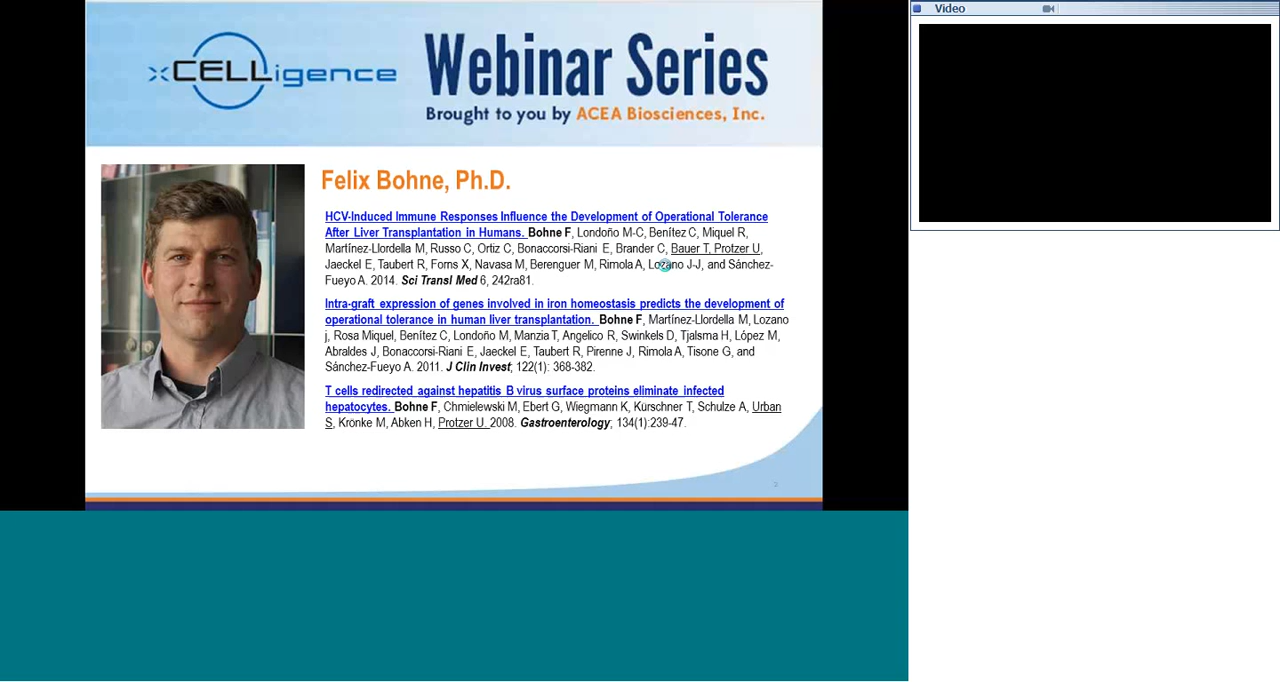 Video
xCELLigence
Webinar Series
Brought to you by ACEA Biosciences, Inc.
Felix Bohne, Ph.D.
HCV-Induced Immune Responses Influence the Development of Operational Tolerance
After Liver Transplantation in Humans. Bohne F, Londoño M-C, Benítez C, Miquel R,
Martínez-Llordella M, Russo C, Ortiz C, Bonaccorsi-Riani E, Brander C, Bauer T, Protzer U,
Jaeckel E, Taubert R, Forns X, Navasa M, Berenguer M, Rimola A, Lozano J-J, and Sánchez-
Fueyo A. 2014. Sci Transl Med 6, 242ra81.
Intra-graft expression of genes involved in iron homeostasis predicts the development of
operational tolerance in human liver transplantation. Bohne F, Martínez-Llordella M, Lozano
j, Rosa Miquel, Benítez C, Londoño M, Manzia T, Angelico R, Swinkels D, Tjalsma H, López M,
Abraldes J, Bonaccorsi-Riani E, Jaeckel E, Taubert R, Pirenne J, Rimola A, Tisone G, and
Sánchez-Fueyo A. 2011. J Clin Invest; 122(1): 368-382.
T cells redirected against hepatitis B virus surface proteins eliminate infected
hepatocytes. Bohne F, Chmielewski M, Ebert G, Wiegmann K, Kürschner T, Schulze A, Urban
S, Krönke M, Abken H, Protzer U. 2008. Gastroenterology; 134(1):239-47.
2